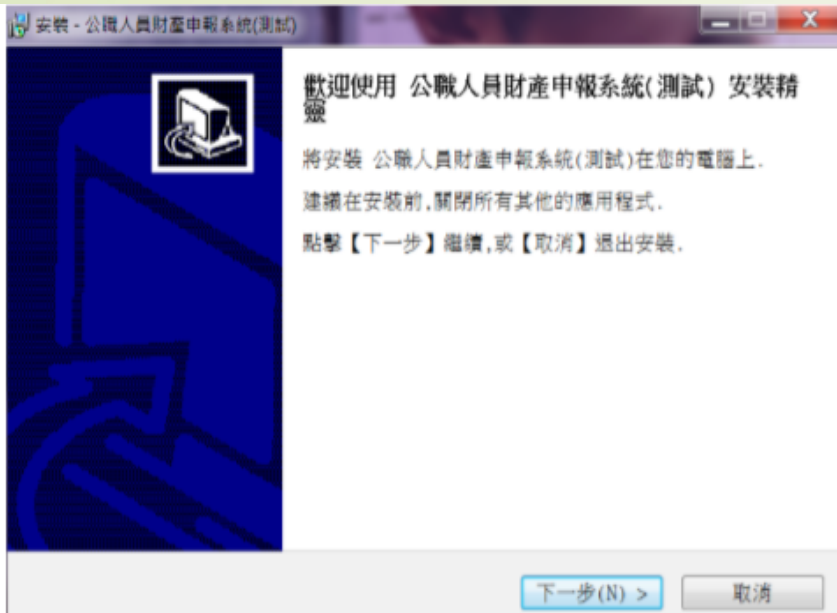 安裝 - 公職人員財產申報系統(測試)
歡迎使用 公職人員財產申報系統(測試) 安裝精
靈
將安裝 公職人員財產申報系統(測試)在您的電腦上.
建議在安裝前,關閉所有其他的應用程式.
點擊【下一步】繼續,或【取消】退出安裝.
下一步(N) >
取消